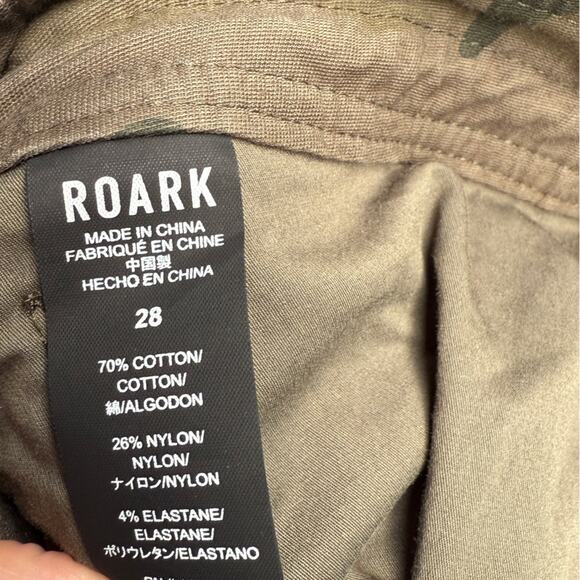 ROARK
MADE IN CHINA
FABRIQUÉ EN CHINE
中国製
HECHO EN CHINA
28
70% COTTON/
COTTON/
綿/ALGODON
26% NYLON/
NYLON/
ナイロン/NYLON
4% ELASTANE/
ELASTANE/
ポリウレタン/ELASTANO